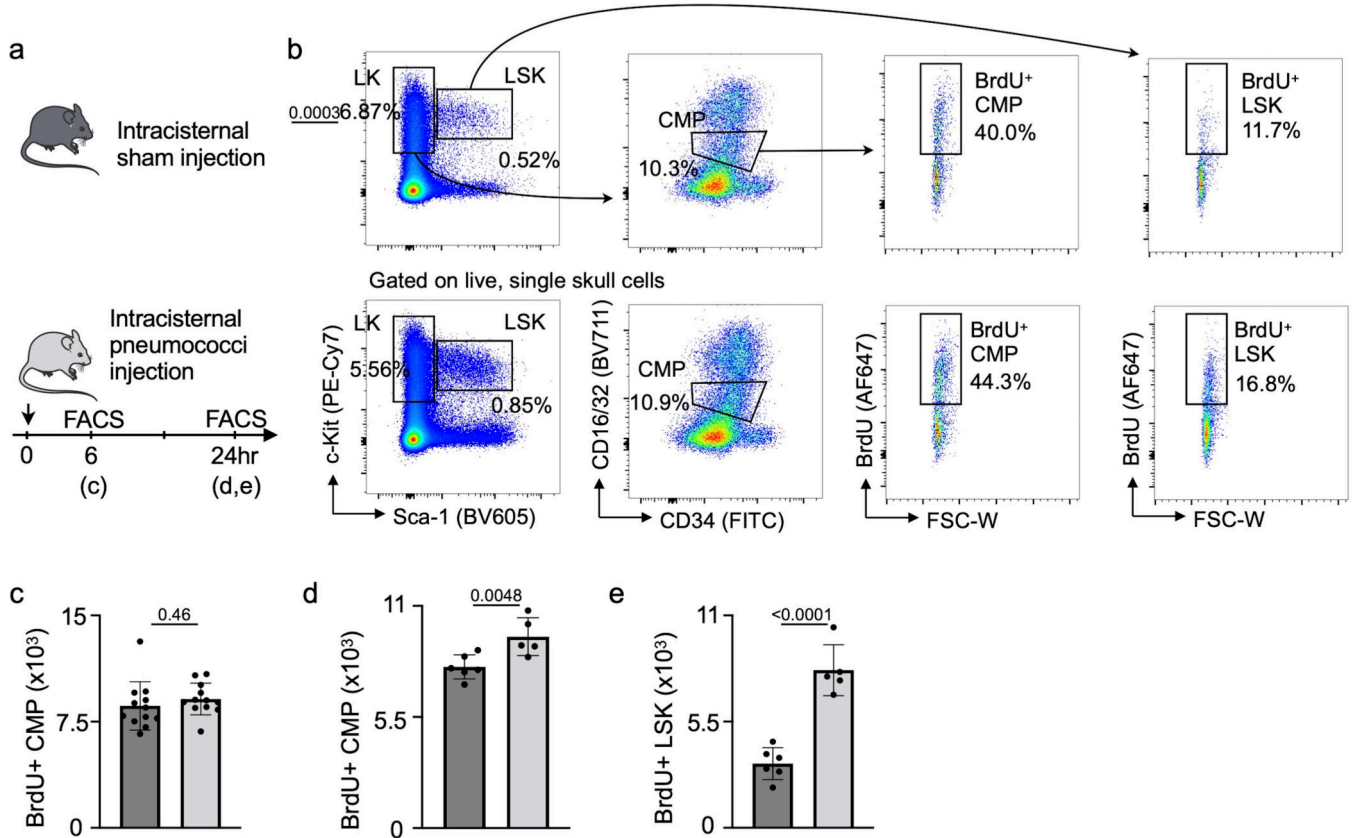 a
Intracisternal
sham injection
Intracisternal
pneumococci
injection
FACS FACS
0 6 24hr
(c) (d,e)
b
LK LSK
0.0003 6.87%
0.52%
CMP
10.3%
BrdU⁺
CMP
40.0%
BrdU⁺
LSK
11.7%
Gated on live, single skull cells
LK LSK
5.56%
0.85%
c-Kit (PE-Cy7)
Sca-1 (BV605)
CMP
10.9%
CD16/32 (BV711)
CD34 (FITC)
BrdU⁺
CMP
44.3%
BrdU (AF647)
FSC-W
BrdU⁺
LSK
16.8%
BrdU (AF647)
FSC-W
c
15
0.46
7.5
0
BrdU+ CMP (x10³)
d
11
0.0048
5.5
0
BrdU+ CMP (x10³)
e
11
<0.0001
5.5
0
BrdU+ LSK (x10³)